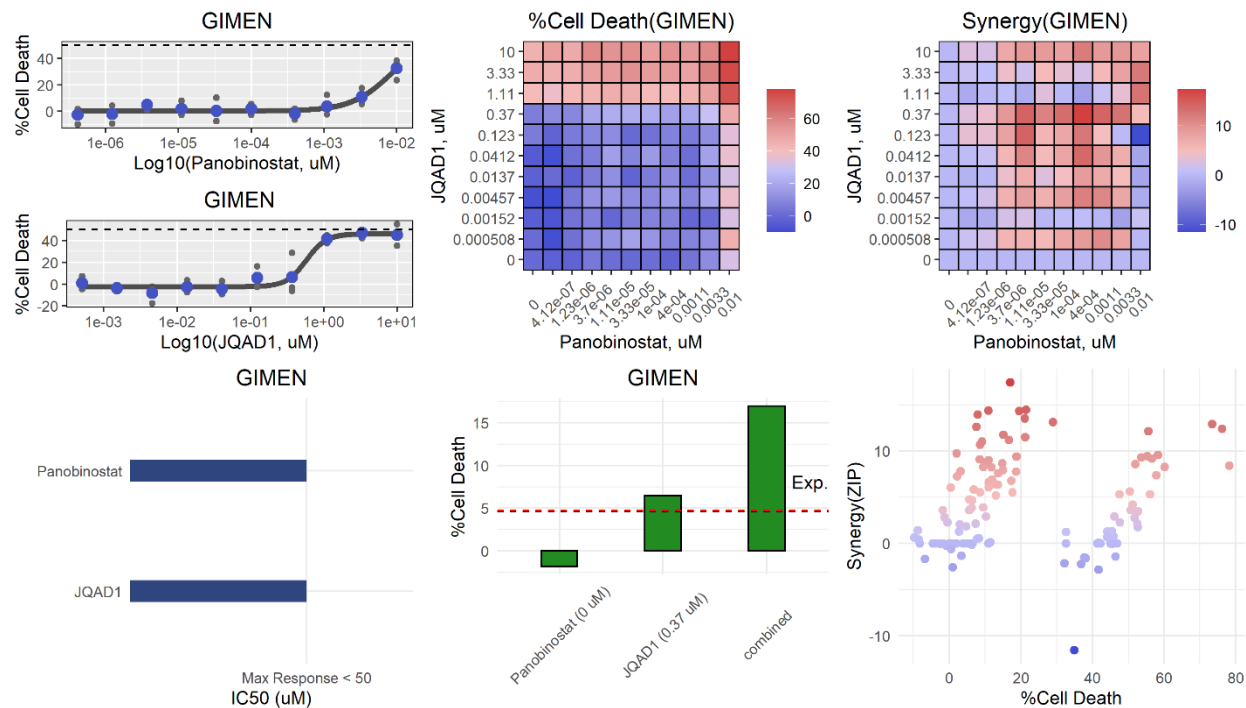 GIMEN
%Cell Death
40
20
0
1e-06
1e-05
1e-04
1e-03
1e-02
Log10(Panobinostat, uM)
GIMEN
%Cell Death
60
40
20
0
-20
1e-03
1e-02
1e-01
1e+00
1e+01
Log10(JQAD1, uM)
%Cell Death(GIMEN)
JQAD1, uM
10
3.33
1.11
0.37
0.123
0.0412
0.0137
0.00457
0.00152
0.000508
0
0
4.12e-07
1.23e-06
3.7e-06
1.11e-05
3.33e-05
1e-04
4e-04
0.0011
0.0033
0.01
Panobinostat, uM
60
40
20
0
Synergy(GIMEN)
JQAD1, uM
10
3.33
1.11
0.37
0.123
0.0412
0.0137
0.00457
0.00152
0.000508
0
0
4.12e-07
1.23e-06
3.7e-06
1.11e-05
3.33e-05
1e-04
4e-04
0.0011
0.0033
0.01
Panobinostat, uM
10
0
-10
GIMEN
Panobinostat
JQAD1
Max Response < 50
IC50 (uM)
GIMEN
%Cell Death
15
10
5
0
Exp.
Panobinostat (0 uM)
JQAD1 (0.37 uM)
combined
Synergy(ZIP)
10
0
-10
0
20
40
60
80
%Cell Death